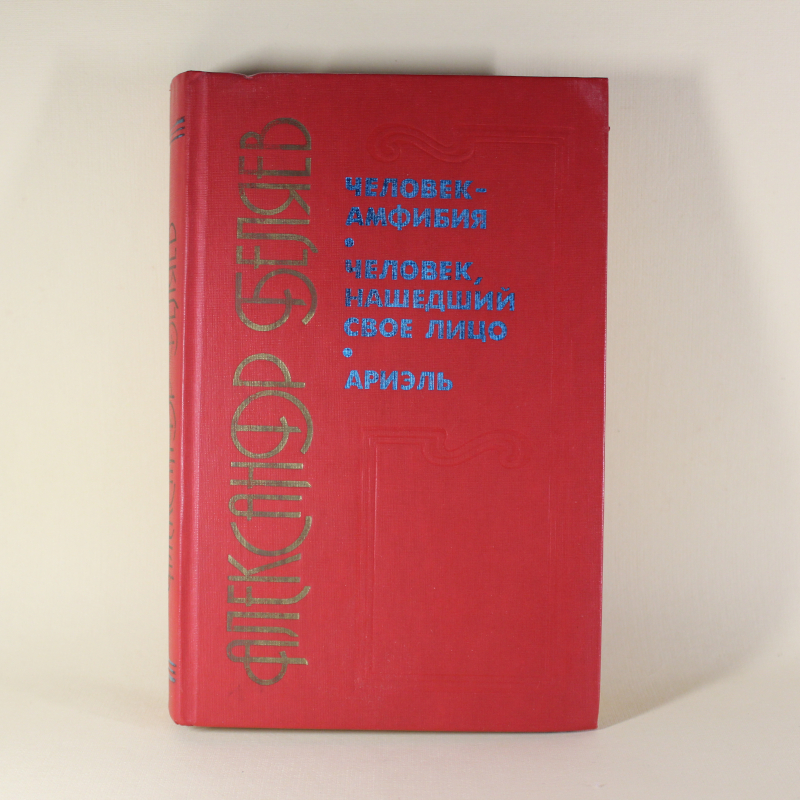 АЛЕКСАНДР БЕЛЯЕВ
ЧЕЛОВЕК-
АМФИБИЯ
•
ЧЕЛОВЕК,
НАШЕДШИЙ
СВОЕ ЛИЦО
•
АРИЭЛЬ